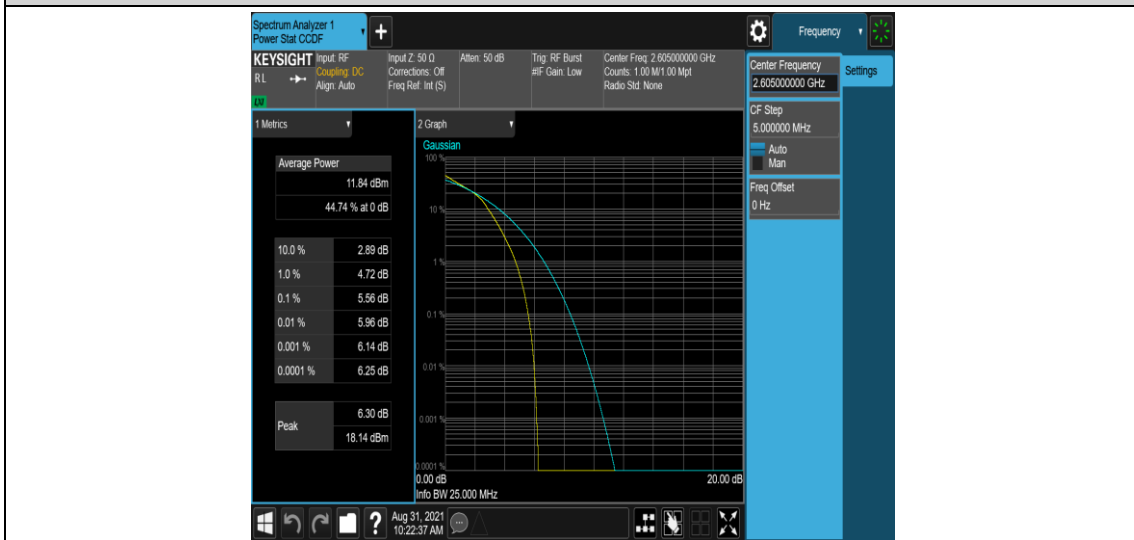 Spectrum Analyzer 1
Power Stat CCDF
+
Frequency
KEYSIGHT
RL
Input: RF
Coupling: DC
Align: Auto
Input Z: 50 Ω
Corrections: Off
Freq Ref: Int (S)
Atten: 50 dB
Trig: RF Burst
#IF Gain: Low
Center Freq: 2.605000000 GHz
Counts: 1.00 M/1.00 Mpt
Radio Std: None
Center Frequency
2.605000000 GHz
Settings
CF Step
5.000000 MHz
Auto
Man
Freq Offset
0 Hz
1 Metrics
Average Power
11.84 dBm
44.74 % at 0 dB
10.0 % 2.89 dB
1.0 % 4.72 dB
0.1 % 5.56 dB
0.01 % 5.96 dB
0.001 % 6.14 dB
0.0001 % 6.25 dB
Peak
6.30 dB
18.14 dBm
2 Graph
Gaussian
100 %
10 %
1 %
0.1 %
0.01 %
0.001 %
0.0001 %
0.00 dB 20.00 dB
Info BW 25.000 MHz
?
Aug 31, 2021
10:22:37 AM